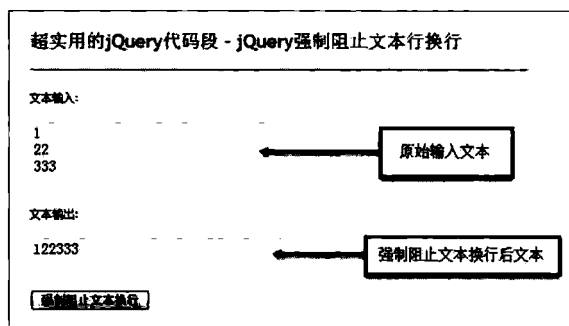 超实用的jQuery代码段 - jQuery强制阻止文本行换行
文本输入:
1
22
333
原始输入文本
文本输出:
122333
强制阻止文本换行后文本
强制阻止文本换行